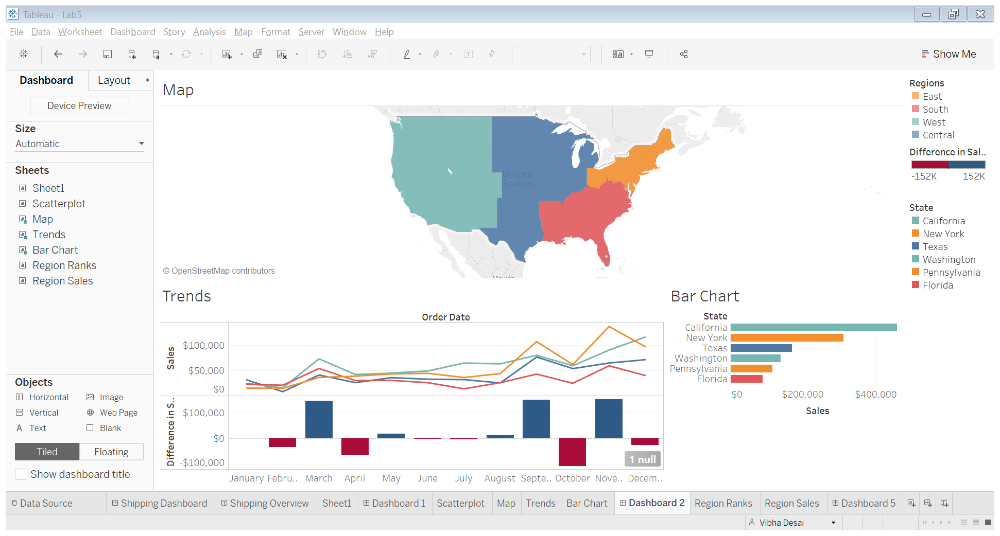 Tableau - Lab5
File Data Worksheet Dashboard Story Analysis Map Format Server Window Help
Show Me
Dashboard Layout
Device Preview
Size
Automatic
Sheets
Sheet1
Scatterplot
Map
Trends
Bar Chart
Region Ranks
Region Sales
Objects
Horizontal Image
Vertical Web Page
A Text Blank
Tiled Floating
Show dashboard title
Map
United
States
© OpenStreetMap contributors
Regions
East
South
West
Central
Difference in Sal..
-152K 152K
State
California
New York
Texas
Washington
Pennsylvania
Florida
Trends
Order Date
Sales
$100,000
$50,000
$0
Difference in S..
$100,000
$0
-$100,000
1 null
January Febru.. March April May June July August Septe.. October Nove.. Decem..
Bar Chart
State
California
New York
Texas
Washington
Pennsylvania
Florida
$0 $200,000 $400,000
Sales
Data Source Shipping Dashboard Shipping Overview Sheet1 Dashboard 1 Scatterplot Map Trends Bar Chart Dashboard 2 Region Ranks Region Sales Dashboard 5
Vibha Desai